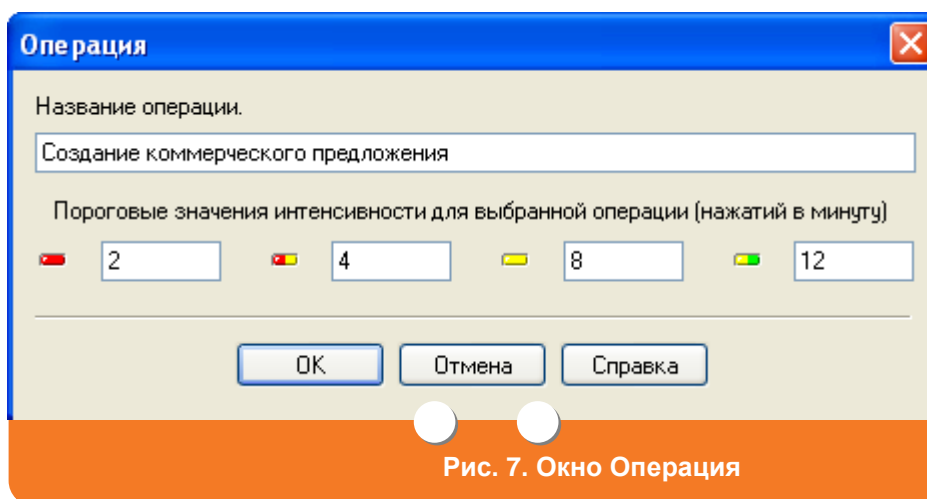 Операция
Название операции.
Создание коммерческого предложения
Пороговые значения интенсивности для выбранной операции (нажатий в минуту)
2 4 8 12
OK Отмена Справка
Рис. 7. Окно Операция